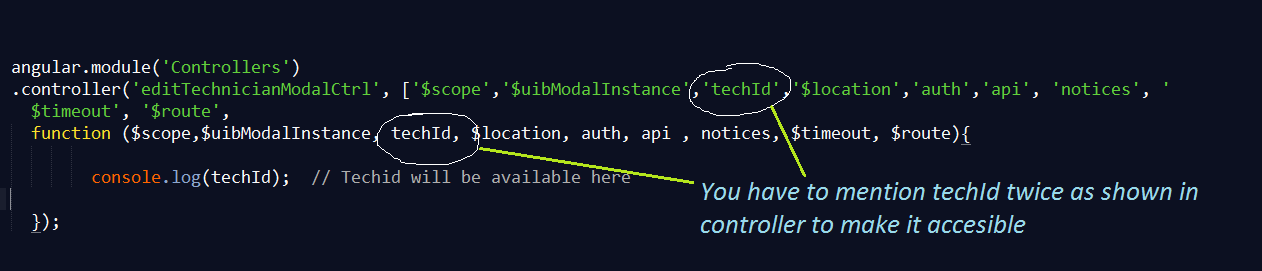 angular.module('Controllers')
.controller('editTechnicianModalCtrl', ['$scope','$uibModalInstance','techId','$location','auth','api', 'notices', '
$timeout', '$route',
function ($scope,$uibModalInstance, techId, $location, auth, api , notices, $timeout, $route){
console.log(techId);  // Techid will be available here
You have to mention techId twice as shown in
controller to make it accesible
});